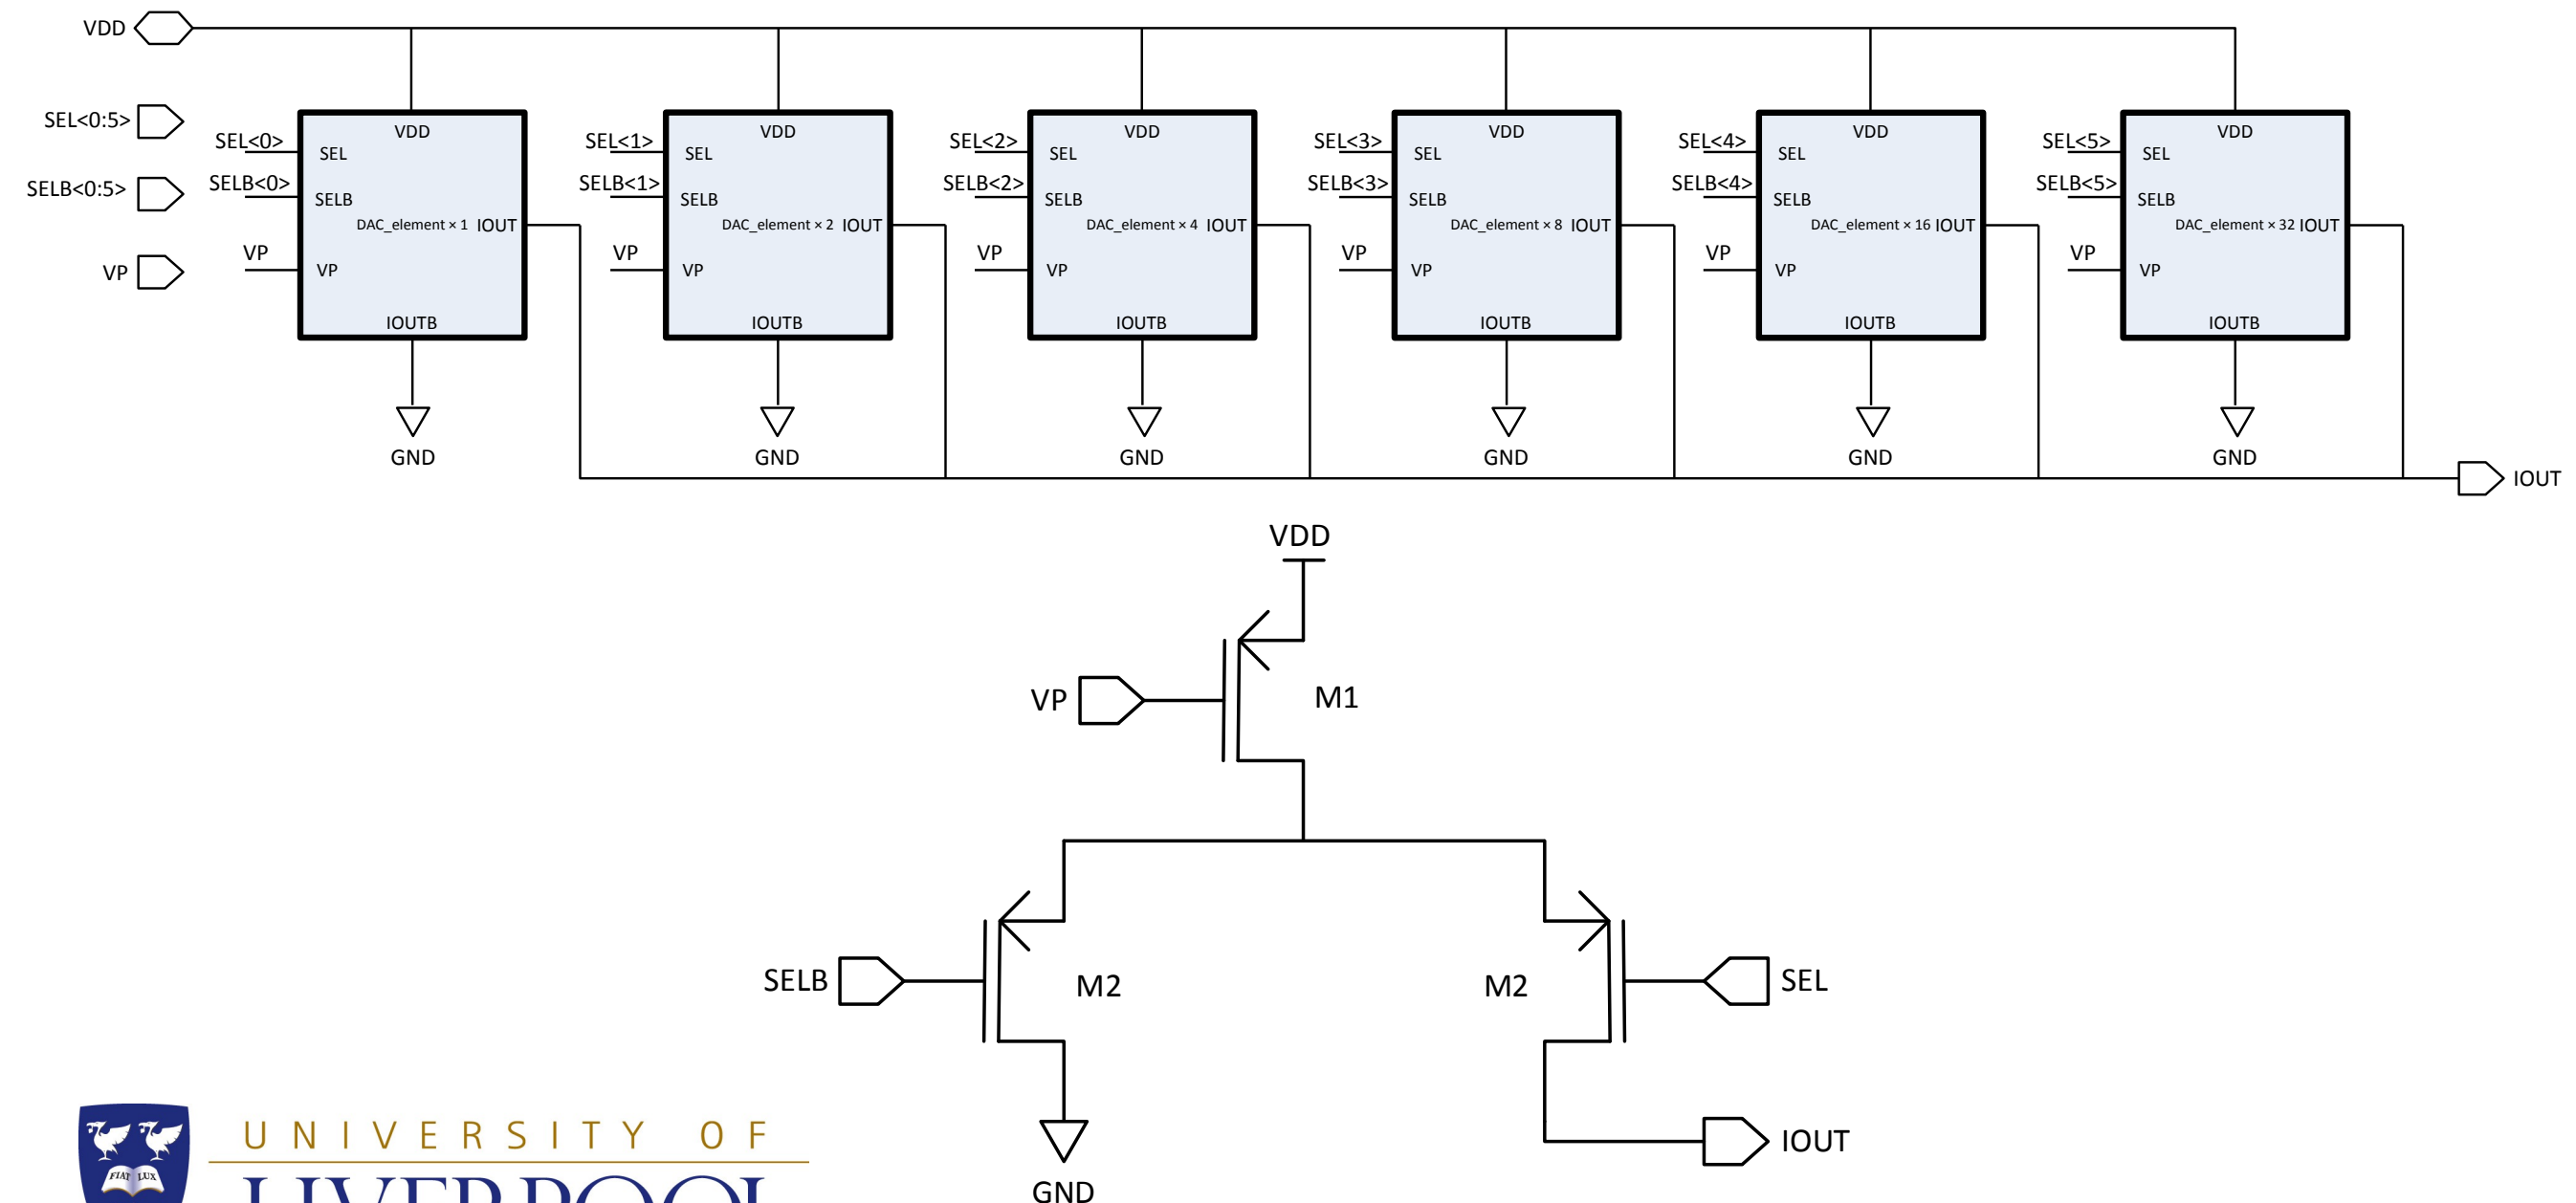 VDD
SEL<0:5>
SELB<0:5>
VP
SEL<0>
SELB<0>
VP
VDD
SEL
SELB
DAC_element × 1 IOUT
VP
IOUTB
GND
SEL<1>
SELB<1>
VP
VDD
SEL
SELB
DAC_element × 2 IOUT
VP
IOUTB
GND
SEL<2>
SELB<2>
VP
VDD
SEL
SELB
DAC_element × 4 IOUT
VP
IOUTB
GND
SEL<3>
SELB<3>
VP
VDD
SEL
SELB
DAC_element × 8 IOUT
VP
IOUTB
GND
SEL<4>
SELB<4>
VP
VDD
SEL
SELB
DAC_element × 16 IOUT
VP
IOUTB
GND
SEL<5>
SELB<5>
VP
VDD
SEL
SELB
DAC_element × 32 IOUT
VP
IOUTB
GND
IOUT
VDD
VP
M1
SELB
M2
M2
SEL
IOUT
GND
FIAT LUX
UNIVERSITY OF
LIVERPOOL